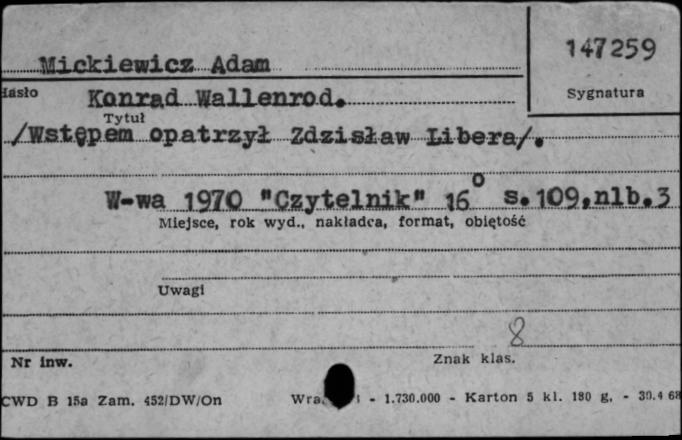 147259
Mickiewicz Adam
Hasło
Konrad Wallenrod.
Sygnatura
Tytuł
/Wstępem opatrzył Zdzisław Libera/.
W-wa 1970 "Czytelnik" 16° s.109,nlb.3
Miejsce, rok wyd., nakładca, format, objętość
Uwagi
8
Nr inw.
Znak klas.
CWD B 15a Zam. 452/DW/On - 1.730.000 - Karton 5 kl. 180 g. - 30.4 68